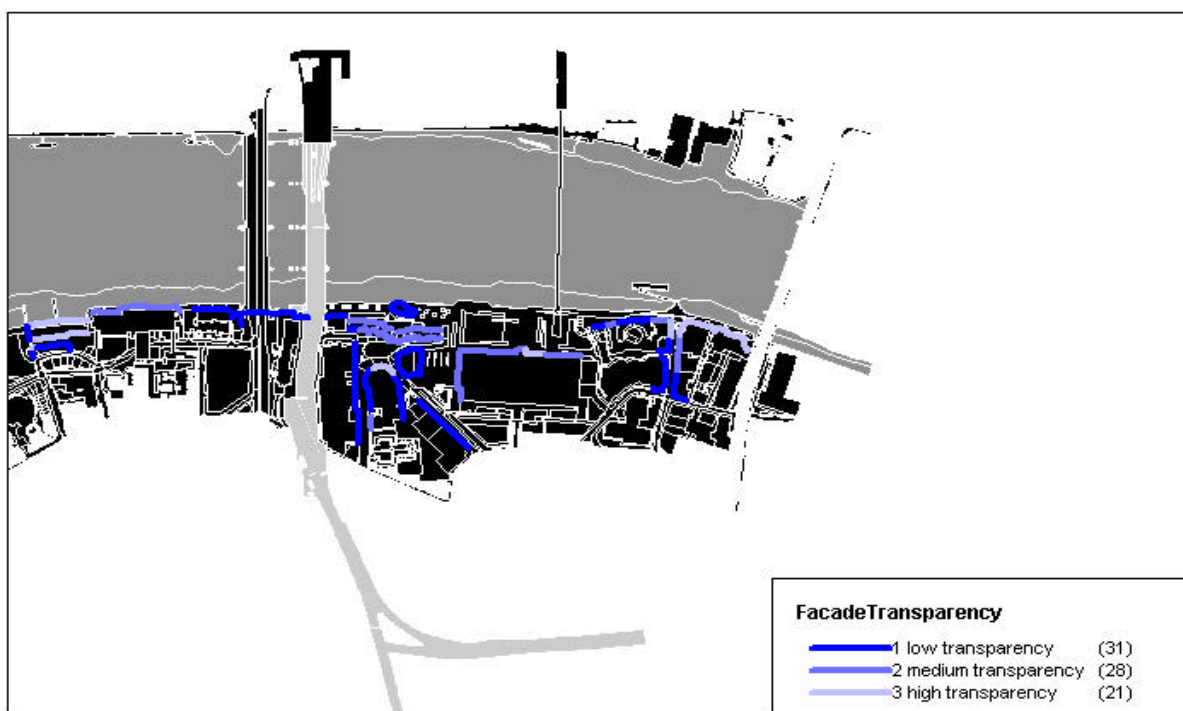 FacadeTransparency
1 low transparency (31)
2 medium transparency (28)
3 high transparency (21)